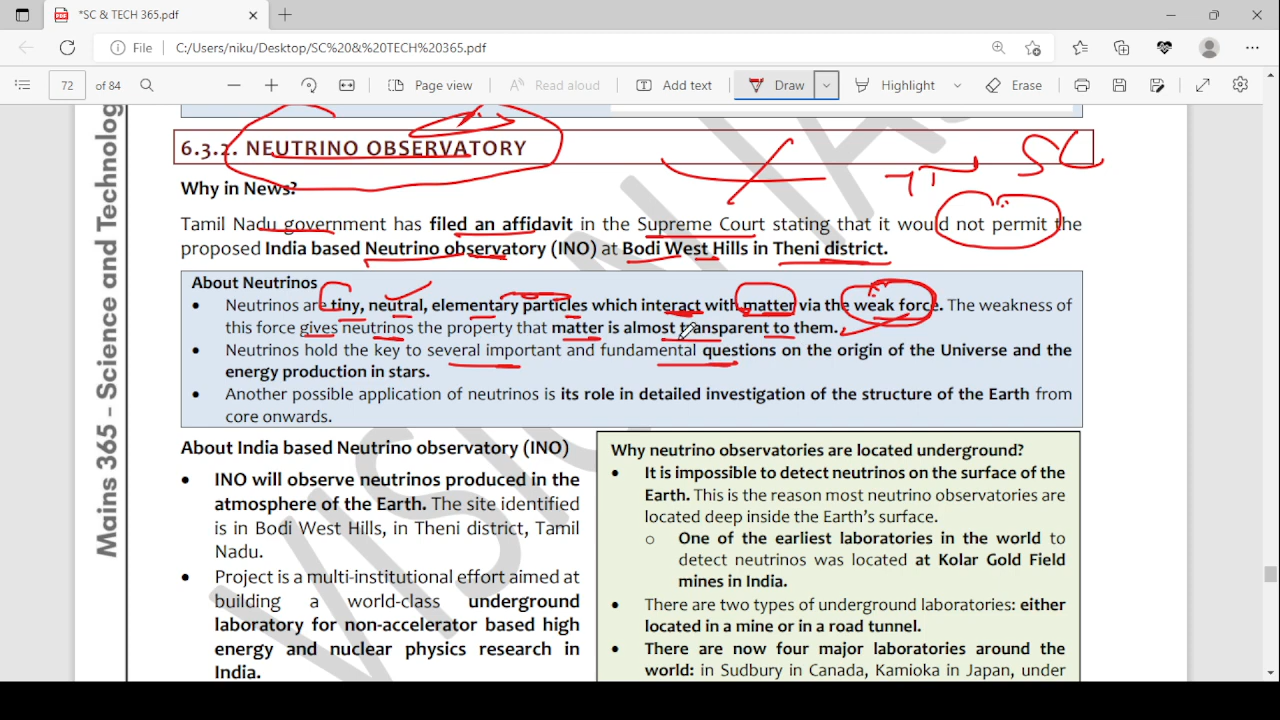 *SC & TECH 365.pdf
File C:/Users/niku/Desktop/SC%20&%20TECH%20365.pdf
72 of 84 Page view Read aloud Add text Draw Highlight Erase
Mains 365 - Science and Technolog
6.3.2. NEUTRINO OBSERVATORY
TN SC
Why in News?
Tamil Nadu government has filed an affidavit in the Supreme Court stating that it would not permit the
proposed India based Neutrino observatory (INO) at Bodi West Hills in Theni district.
About Neutrinos
• Neutrinos are tiny, neutral, elementary particles which interact with matter via the weak force. The weakness of
this force gives neutrinos the property that matter is almost transparent to them.
• Neutrinos hold the key to several important and fundamental questions on the origin of the Universe and the
energy production in stars.
• Another possible application of neutrinos is its role in detailed investigation of the structure of the Earth from
core onwards.
About India based Neutrino observatory (INO)
• INO will observe neutrinos produced in the
atmosphere of the Earth. The site identified
is in Bodi West Hills, in Theni district, Tamil
Nadu.
• Project is a multi-institutional effort aimed at
building a world-class underground
laboratory for non-accelerator based high
energy and nuclear physics research in
India.
Why neutrino observatories are located underground?
• It is impossible to detect neutrinos on the surface of the
Earth. This is the reason most neutrino observatories are
located deep inside the Earth's surface.
o One of the earliest laboratories in the world to
detect neutrinos was located at Kolar Gold Field
mines in India.
• There are two types of underground laboratories: either
located in a mine or in a road tunnel.
• There are now four major laboratories around the
world: in Sudbury in Canada, Kamioka in Japan, under
VISION IAS